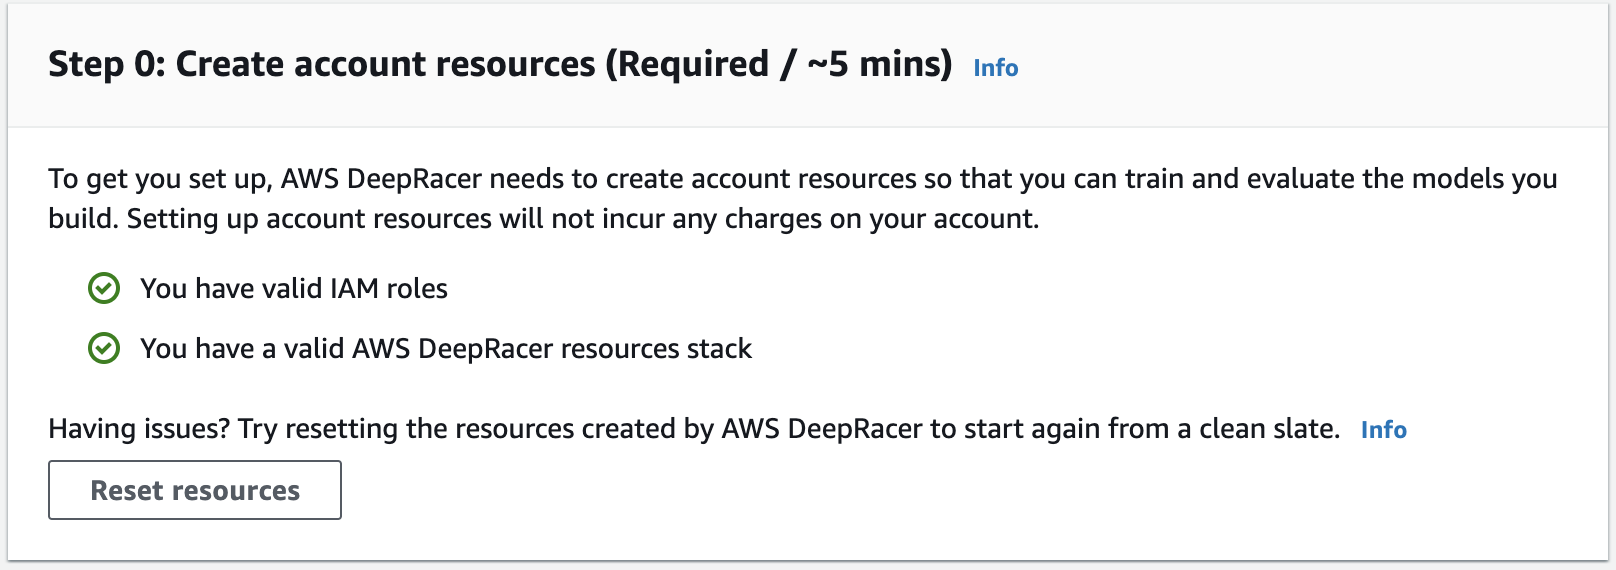 Step 0: Create account resources (Required / ~5 mins) Info
To get you set up, AWS DeepRacer needs to create account resources so that you can train and evaluate the models you
build. Setting up account resources will not incur any charges on your account.
You have valid IAM roles
You have a valid AWS DeepRacer resources stack
Having issues? Try resetting the resources created by AWS DeepRacer to start again from a clean slate. Info
Reset resources